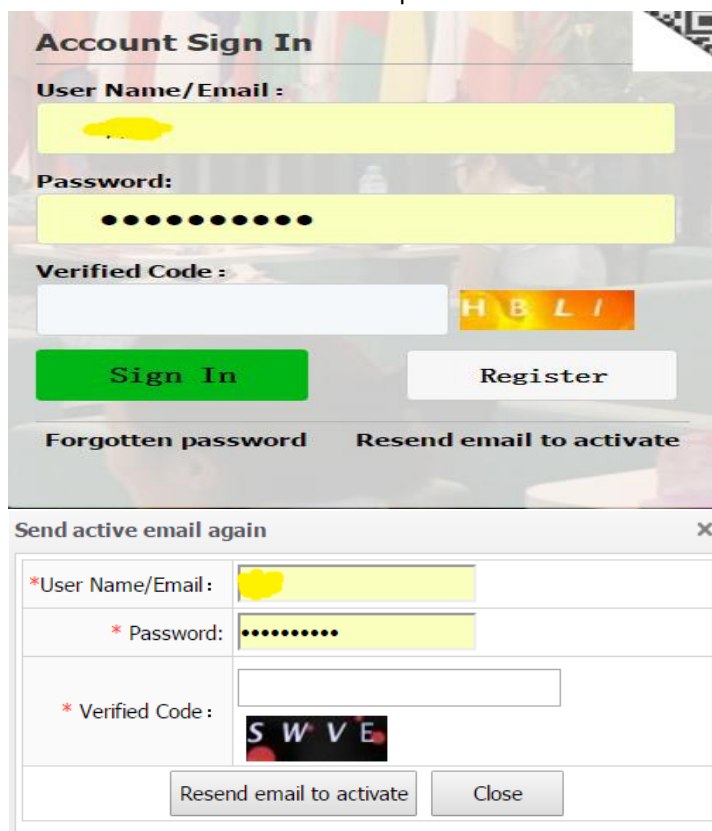 Account Sign In
User Name/Email :
Password:
●●●●●●●●●●
Verified Code :
H B L I
Sign In Register
Forgotten password Resend email to activate
Send active email again ×
*User Name/Email :
* Password: ●●●●●●●●●●
* Verified Code :
S W V E
Resend email to activate Close